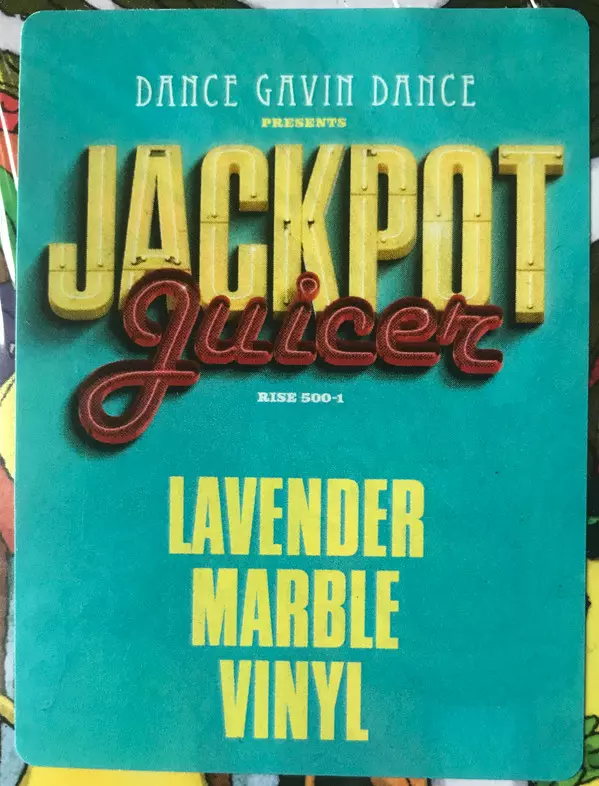 DANCE GAVIN DANCE
PRESENTS
JACKPOT
Juicer
RISE 500-1
LAVENDER
MARBLE
VINYL